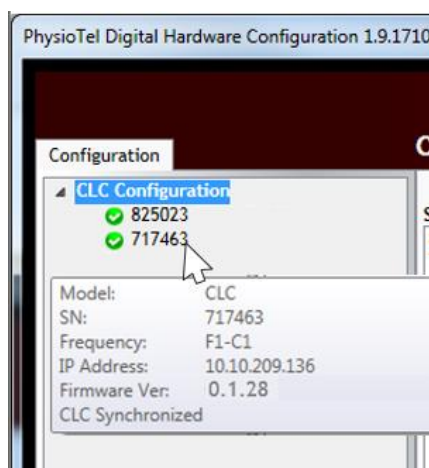 PhysioTel Digital Hardware Configuration 1.9.1710
Configuration
CLC Configuration
825023
717463
Model: CLC
SN: 717463
Frequency: F1-C1
IP Address: 10.10.209.136
Firmware Ver: 0.1.28
CLC Synchronized